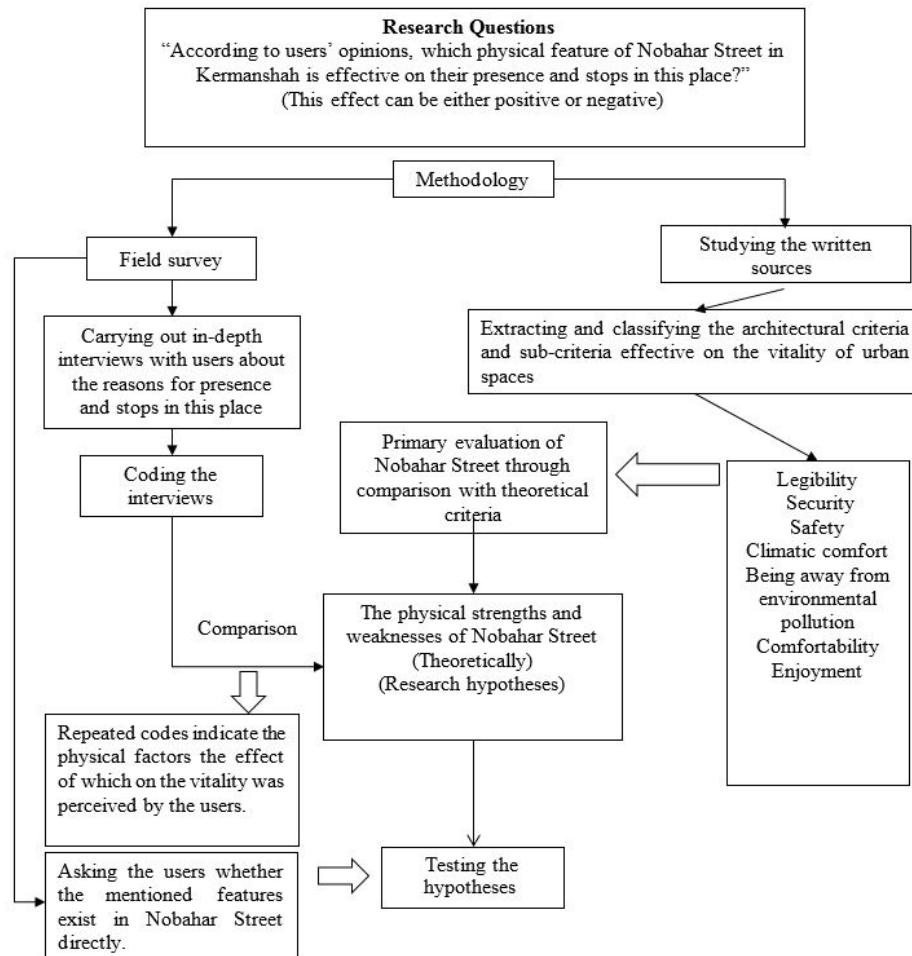 Research Questions
“According to users’ opinions, which physical feature of Nobahar Street in
Kermanshah is effective on their presence and stops in this place?”
(This effect can be either positive or negative)
Methodology
Field survey
Studying the written
sources
Carrying out in-depth
interviews with users about
the reasons for presence
and stops in this place
Extracting and classifying the architectural criteria
and sub-criteria effective on the vitality of urban
spaces
Coding the
interviews
Primary evaluation of
Nobahar Street through
comparison with theoretical
criteria
Legibility
Security
Safety
Climatic comfort
Being away from
environmental
pollution
Comfortability
Enjoyment
Comparison
The physical strengths and
weaknesses of Nobahar Street
(Theoretically)
(Research hypotheses)
Repeated codes indicate the
physical factors the effect
of which on the vitality was
perceived by the users.
Asking the users whether
the mentioned features
exist in Nobahar Street
directly.
Testing the
hypotheses